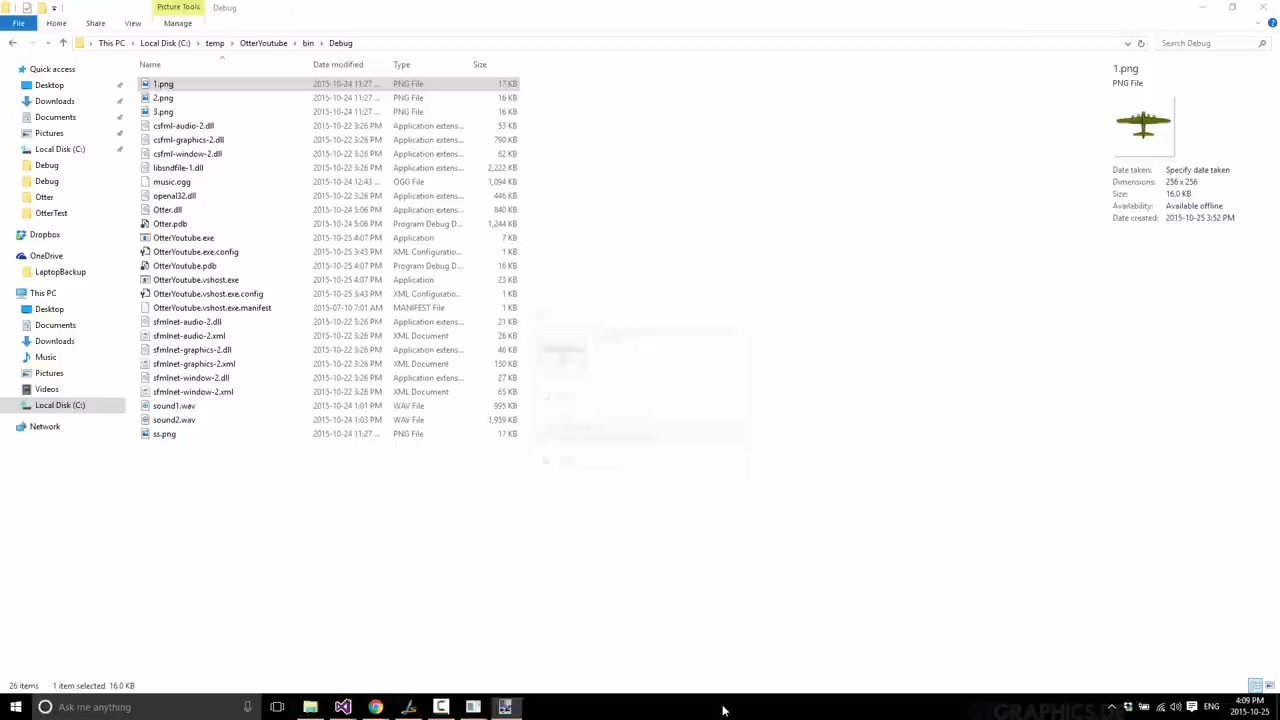 Picture Tools
Debug
File
Home
Share
View
Manage
This PC
Local Disk (C:)
temp
OtterYoutube
bin
Debug
Search Debug
Name
Date modified
Type
Size
Quick access
Desktop
Downloads
Documents
Pictures
Local Disk (C:)
Debug
Debug
Otter
OtterTest
Dropbox
OneDrive
LaptopBackup
This PC
Desktop
Documents
Downloads
Music
Pictures
Videos
Local Disk (C:)
Network
1.png 2015-10-24 11:27 ... PNG File 17 KB
2.png 2015-10-24 11:27 ... PNG File 16 KB
3.png 2015-10-24 11:27 ... PNG File 16 KB
csfml-audio-2.dll 2015-10-22 3:26 PM Application extens... 53 KB
csfml-graphics-2.dll 2015-10-22 3:26 PM Application extens... 790 KB
csfml-window-2.dll 2015-10-22 3:26 PM Application extens... 62 KB
libsndfile-1.dll 2015-10-22 3:26 PM Application extens... 2,222 KB
music.ogg 2015-10-24 12:43 ... OGG File 1,094 KB
openal32.dll 2015-10-22 3:26 PM Application extens... 446 KB
Otter.dll 2015-10-24 5:06 PM Application extens... 840 KB
Otter.pdb 2015-10-24 5:06 PM Program Debug D... 1,244 KB
OtterYoutube.exe 2015-10-25 4:07 PM Application 7 KB
OtterYoutube.exe.config 2015-10-25 3:43 PM XML Configuratio... 1 KB
OtterYoutube.pdb 2015-10-25 4:07 PM Program Debug D... 16 KB
OtterYoutube.vshost.exe 2015-10-25 4:07 PM Application 23 KB
OtterYoutube.vshost.exe.config 2015-10-25 3:43 PM XML Configuratio... 1 KB
OtterYoutube.vshost.exe.manifest 2015-07-10 7:01 AM MANIFEST File 1 KB
sfmlnet-audio-2.dll 2015-10-22 3:26 PM Application extens... 21 KB
sfmlnet-audio-2.xml 2015-10-22 3:26 PM XML Document 26 KB
sfmlnet-graphics-2.dll 2015-10-22 3:26 PM Application extens... 46 KB
sfmlnet-graphics-2.xml 2015-10-22 3:26 PM XML Document 150 KB
sfmlnet-window-2.dll 2015-10-22 3:26 PM Application extens... 27 KB
sfmlnet-window-2.xml 2015-10-22 3:26 PM XML Document 65 KB
sound1.wav 2015-10-24 1:01 PM WAV File 995 KB
sound2.wav 2015-10-24 1:03 PM WAV File 1,959 KB
ss.png 2015-10-24 11:27 ... PNG File 17 KB
1.png
PNG File
Date taken: Specify date taken
Dimensions: 256 x 256
Size: 16.0 KB
Availability: Available offline
Date created: 2015-10-25 3:52 PM
26 items 1 item selected 16.0 KB
Ask me anything
ENG
4:09 PM
2015-10-25